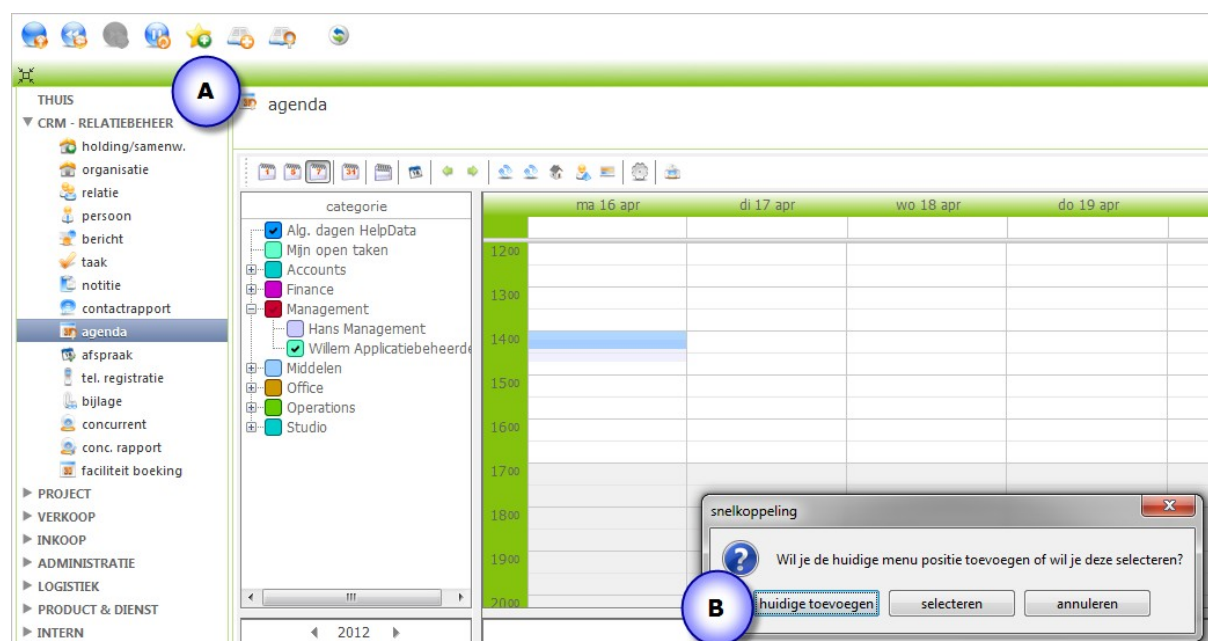 A
agenda
THUIS
CRM - RELATIEBEHEER
holding/samenw.
organisatie
relatie
persoon
bericht
taak
notitie
contactrapport
agenda
afspraak
tel. registratie
bijlage
concurrent
conc. rapport
faciliteit boeking
PROJECT
VERKOOP
INKOOP
ADMINISTRATIE
LOGISTIEK
PRODUCT & DIENST
INTERN
1 5 7 31
categorie
Alg. dagen HelpData
Mijn open taken
Accounts
Finance
Management
Hans Management
Willem Applicatiebeheerde
Middelen
Office
Operations
Studio
2012
ma 16 apr di 17 apr wo 18 apr do 19 apr
1200
1300
1400
1500
1600
1700
1800
1900
2000
snelkoppeling
Wil je de huidige menu positie toevoegen of wil je deze selecteren?
B
huidige toevoegen selecteren annuleren